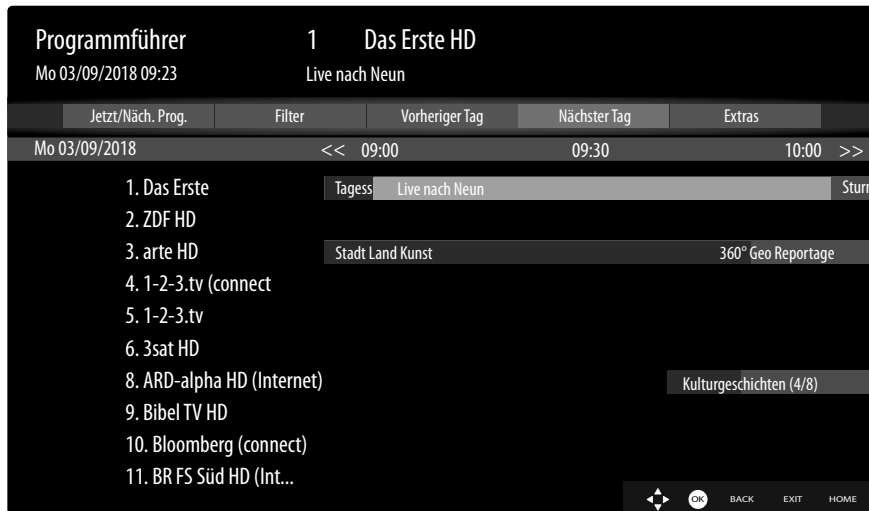 Programmführer 1 Das Erste HD
Mo 03/09/2018 09:23 Live nach Neun
Jetzt/Näch. Prog. Filter Vorheriger Tag Nächster Tag Extras
Mo 03/09/2018 << 09:00 09:30 10:00 >>
1. Das Erste Tagess Live nach Neun Sturm
2. ZDF HD
3. arte HD Stadt Land Kunst 360° Geo Reportage
4. 1-2-3.tv (connect
5. 1-2-3.tv
6. 3sat HD
8. ARD-alpha HD (Internet) Kulturgeschichten (4/8)
9. Bibel TV HD
10. Bloomberg (connect)
11. BR FS Süd HD (Int...
OK BACK EXIT HOME